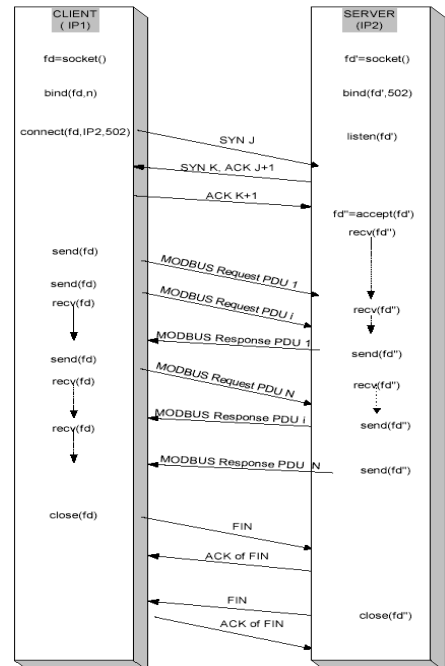 CLIENT
( IP1)
SERVER
(IP2)
fd=socket()
fd'=socket()
bind(fd,n)
bind(fd',502)
connect(fd,IP2,502)
SYN J
listen(fd')
SYN K, ACK J+1
ACK K+1
fd''=accept(fd')
recv(fd'')
send(fd)
MODBUS Request PDU 1
send(fd)
recv(fd)
MODBUS Request PDU i
recv(fd'')
MODBUS Response PDU 1
send(fd'')
send(fd)
recv(fd)
MODBUS Request PDU N
recv(fd'')
MODBUS Response PDU i
send(fd'')
recv(fd)
MODBUS Response PDU N
send(fd'')
close(fd)
FIN
ACK of FIN
FIN
close(fd'')
ACK of FIN